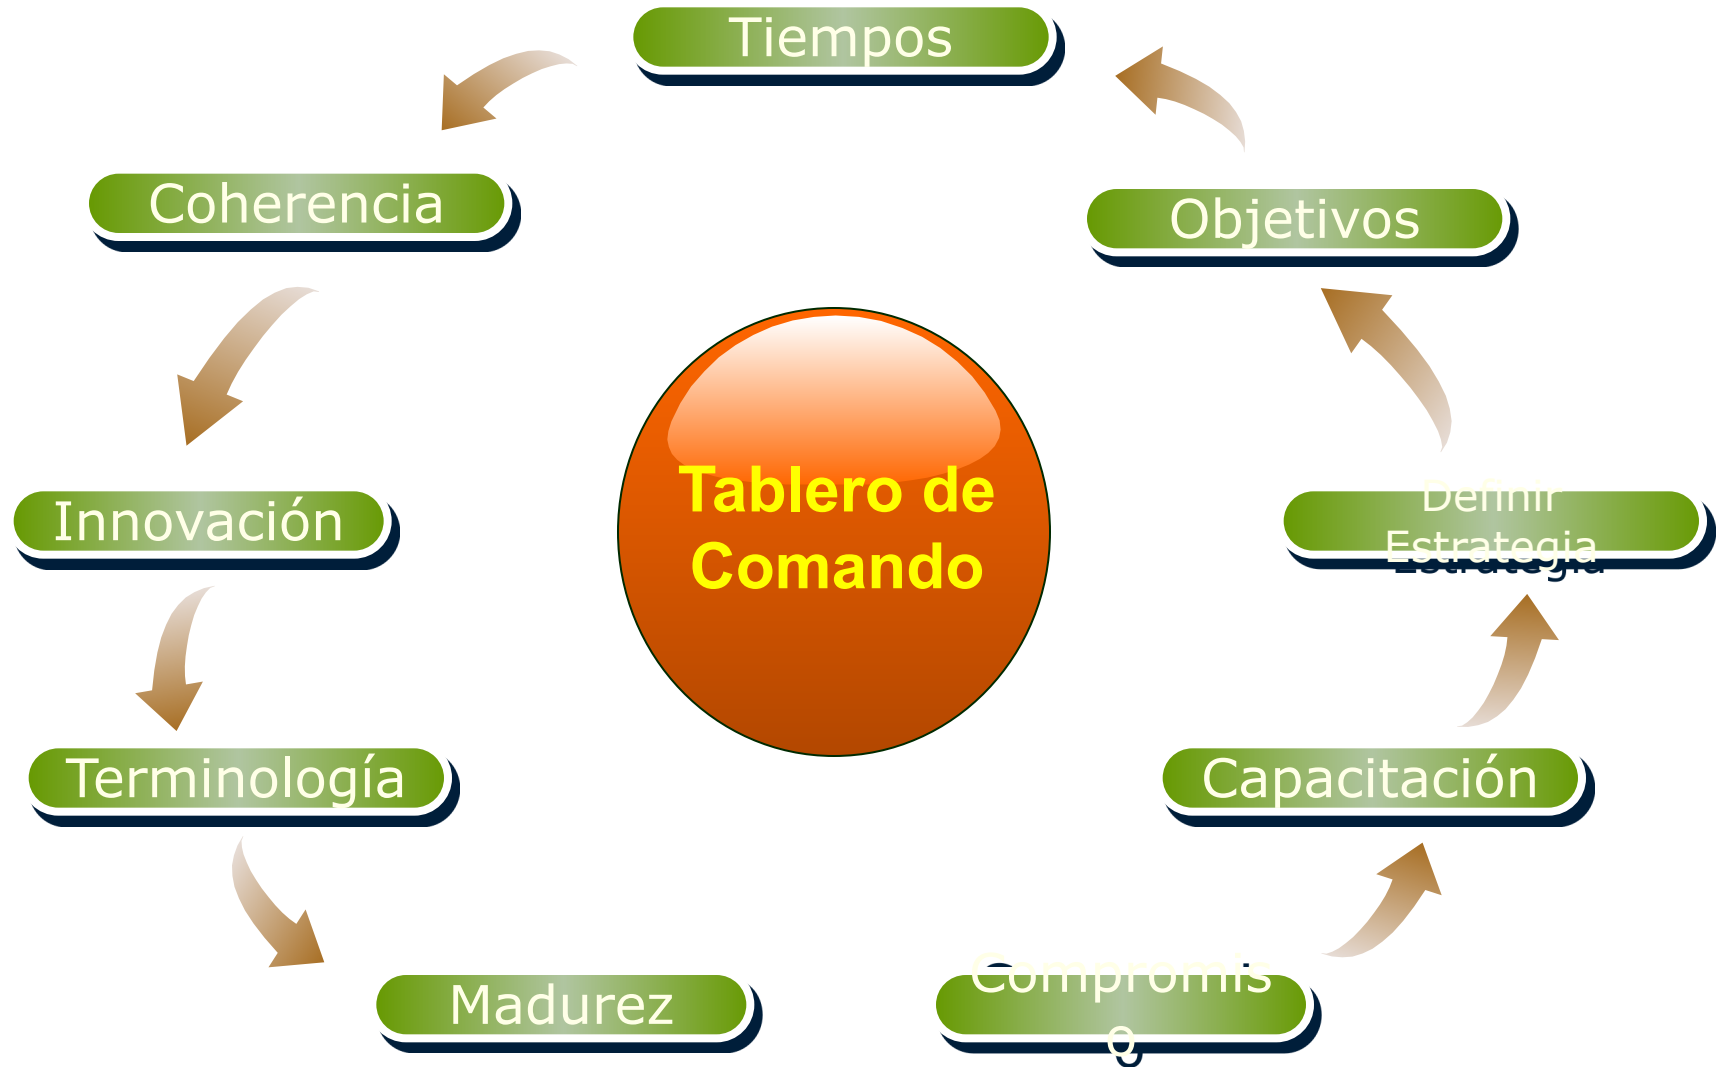 Tiempos
Coherencia
Objetivos
Tablero de
Comando
Innovación
Definir
Estrategia
Terminología
Capacitación
Madurez
Compromis
o